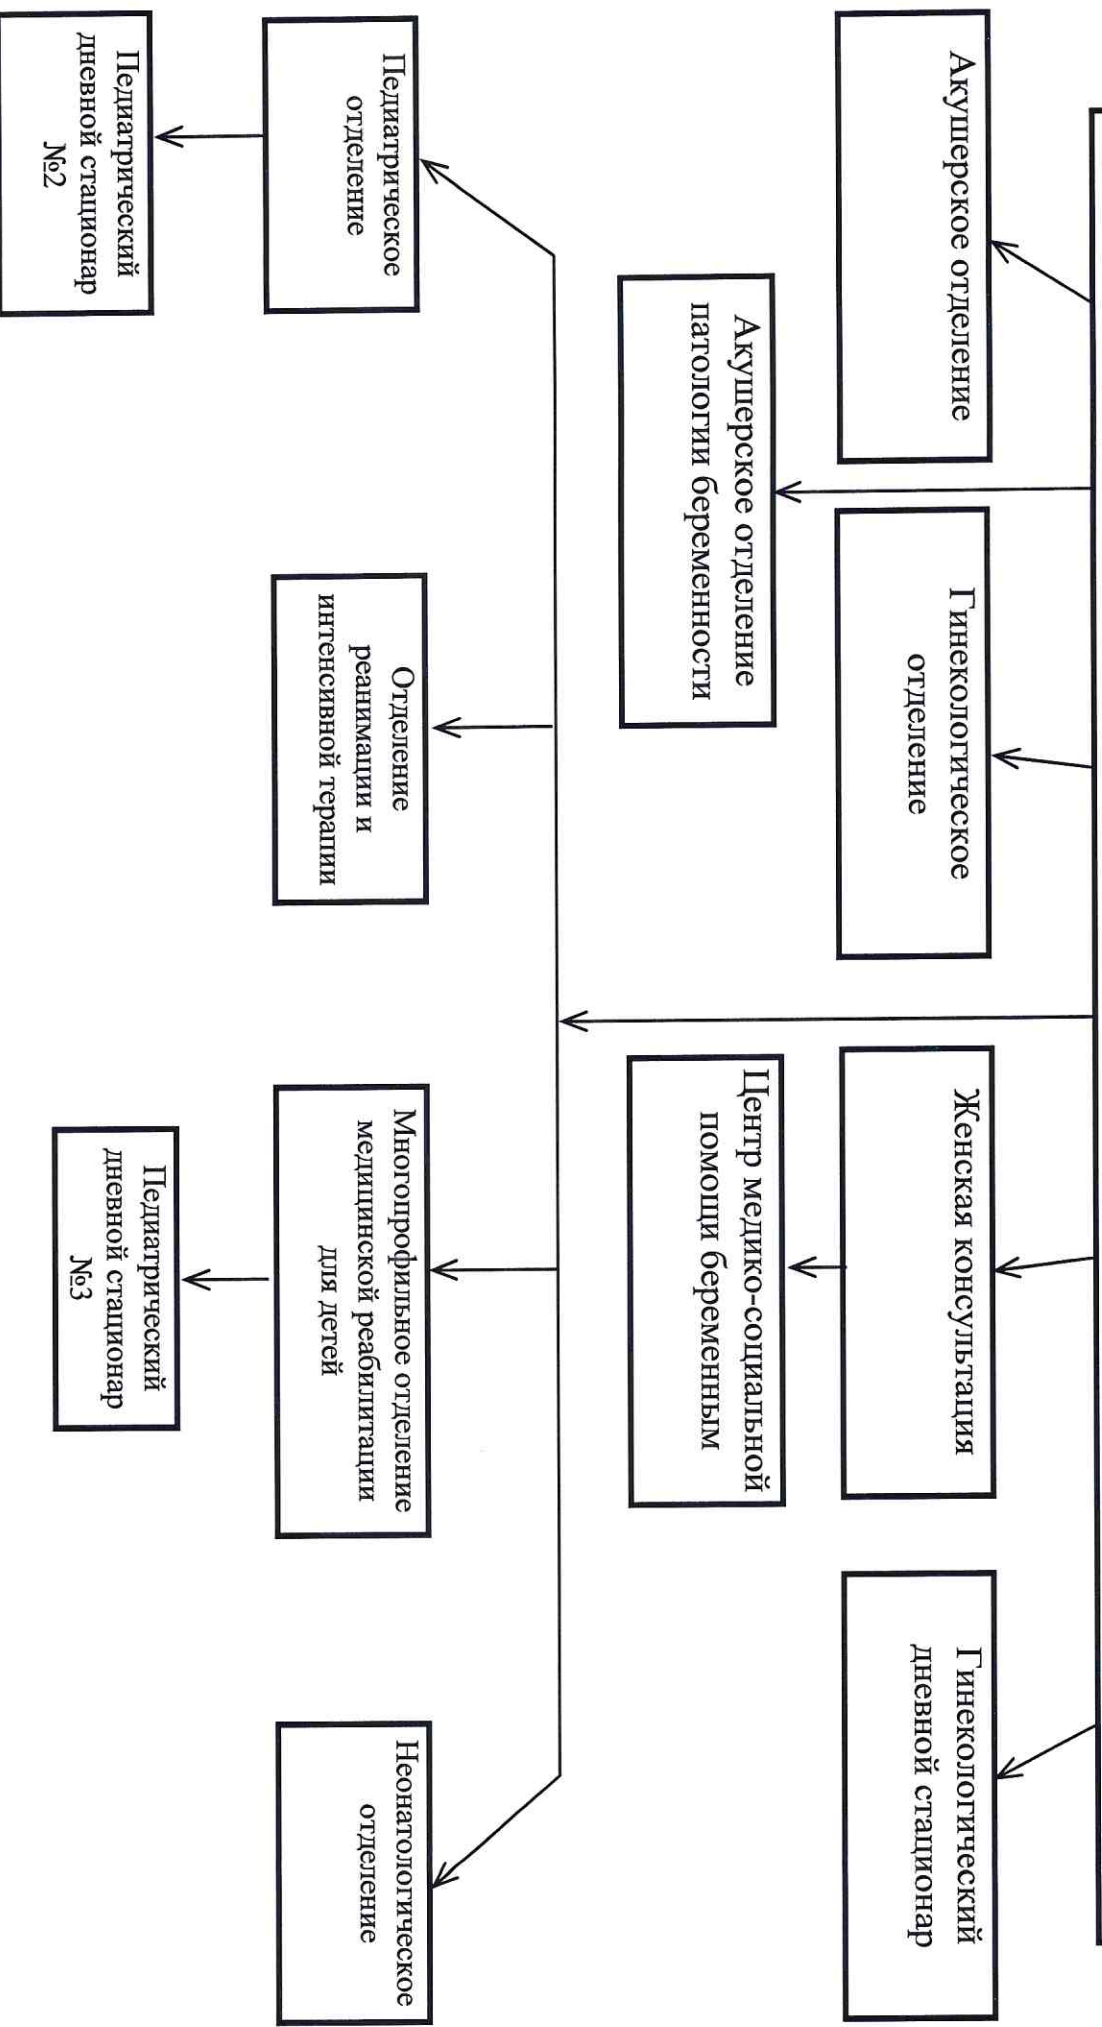 Акушерское отделение
Гинекологическое
отделение
Женская консультация
Гинекологический
дневной стационар
Акушерское отделение
патологии беременности
Центр медико-социальной
помощи беременным
Педиатрическое
отделение
Отделение
реанимации и
интенсивной терапии
Многопрофильное отделение
медицинской реабилитации
для детей
Неонатологическое
отделение
Педиатрический
дневной стационар
№2
Педиатрический
дневной стационар
№3